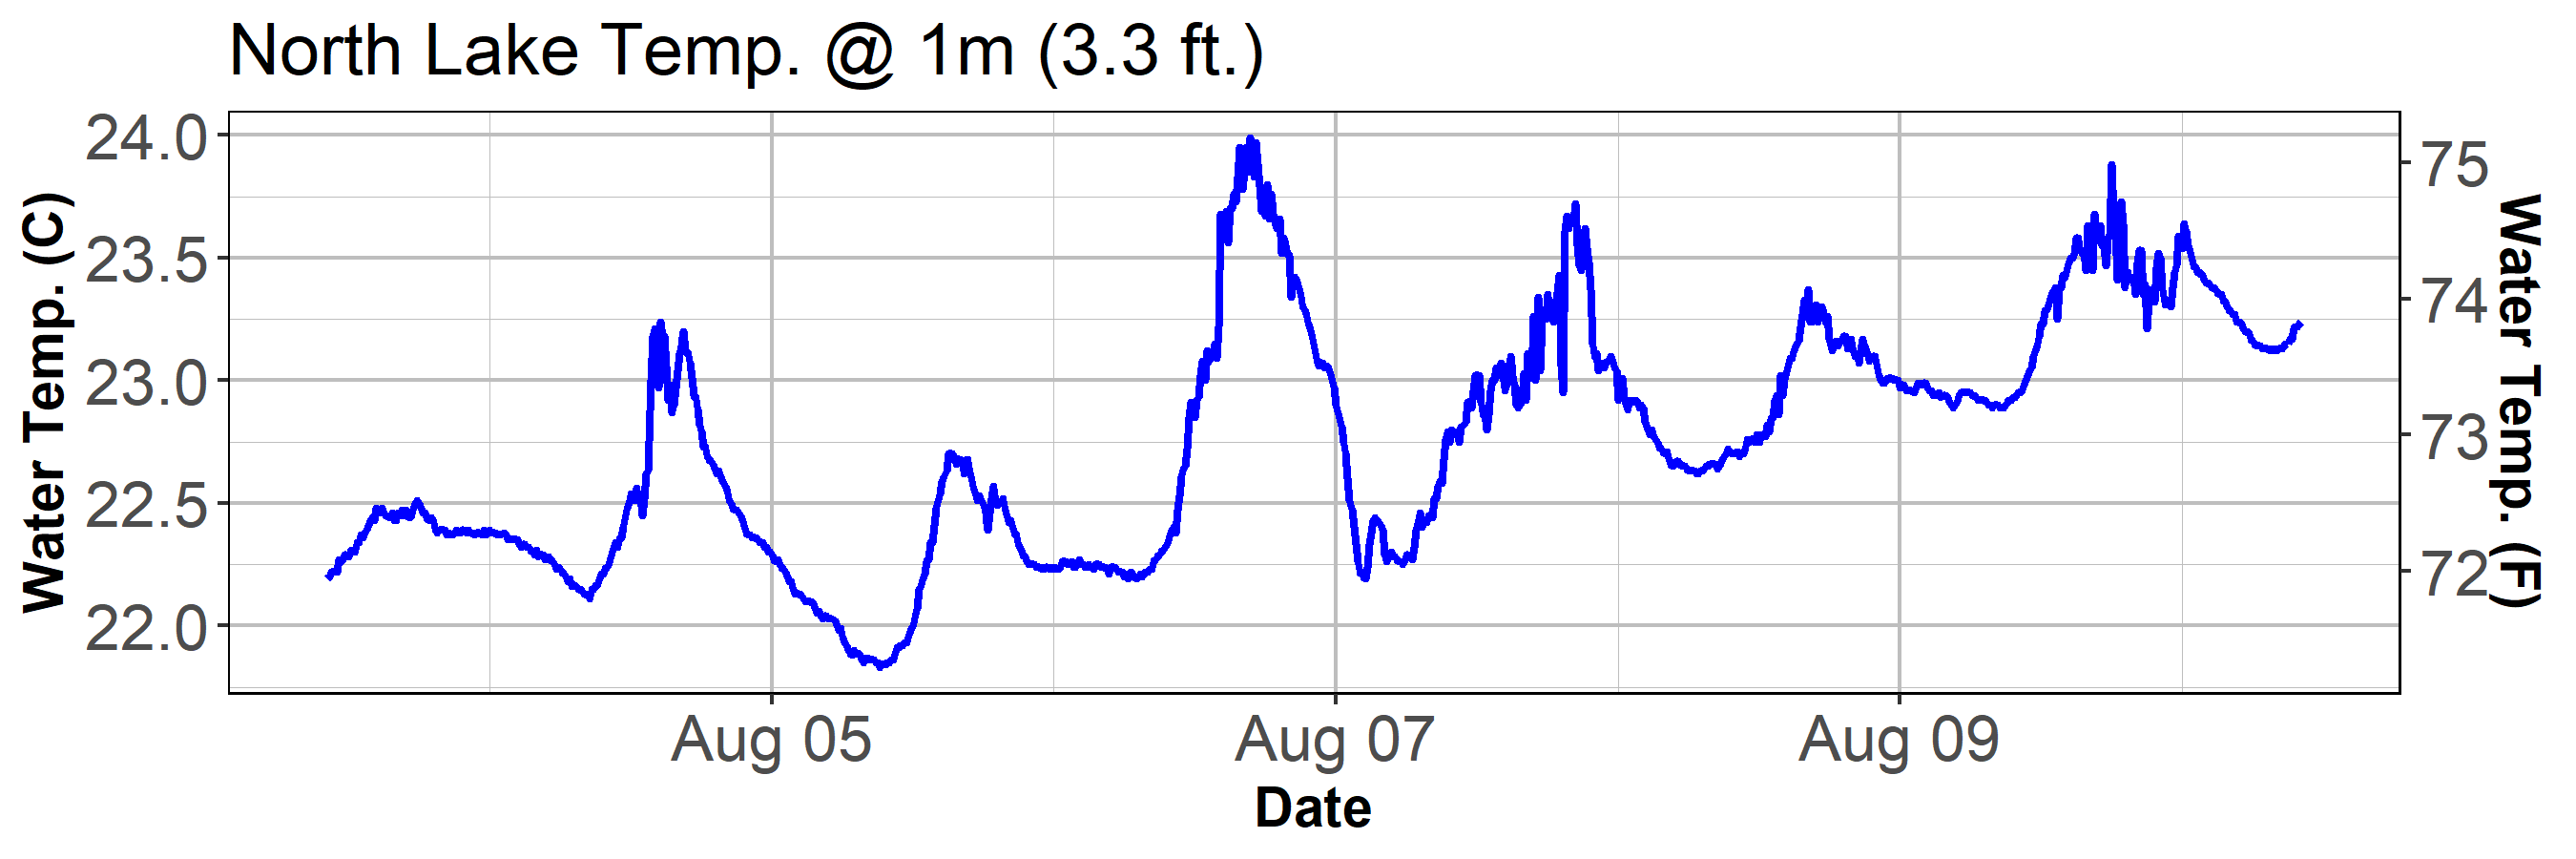 North Lake Temp. @ 1m (3.3 ft.)
24.0
23.5
23.0
22.5
22.0
Water Temp. (C)
75
74
73
72
Water Temp. (F)
Aug 05
Aug 07
Aug 09
Date